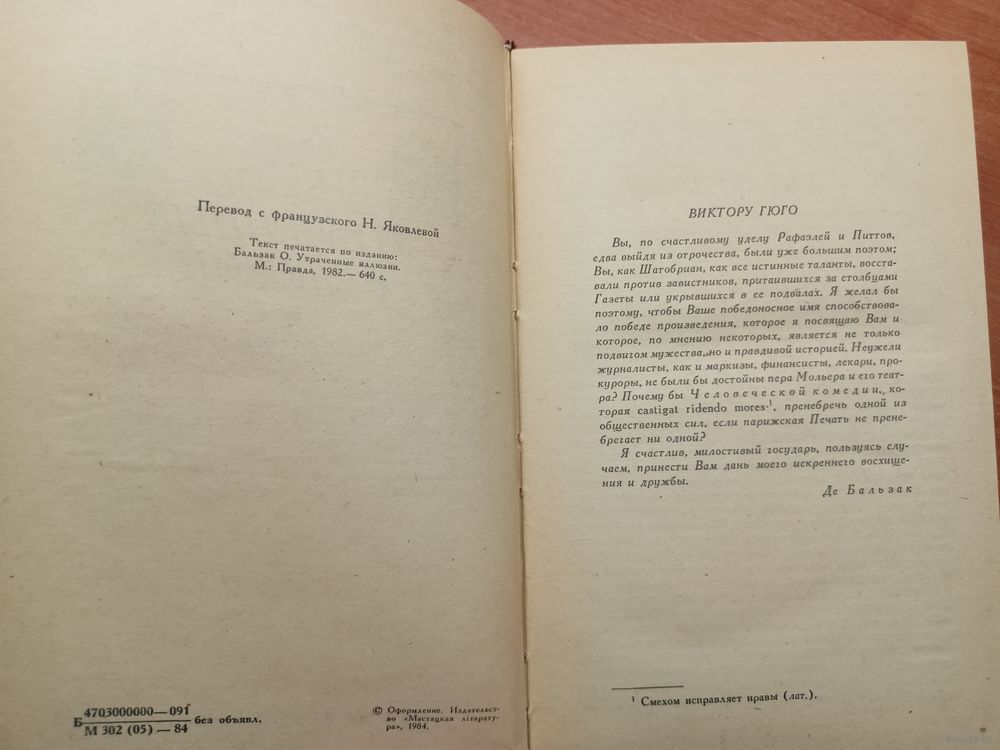 Перевод с французского Н. Яковлевой
Текст печатается по изданию:
Бальзак О. Утраченные иллюзии.
М.: Правда, 1982.— 640 с.
4703000000—091
Б без объявл.
М 302 (05) — 84
© Оформление. Издательст-
во «Мастацкая літарату-
ра», 1984.
ВИКТОРУ ГЮГО
Вы, по счастливому уделу Рафаэлей и Питтов,
едва выйдя из отрочества, были уже большим поэтом;
Вы, как Шатобриан, как все истинные таланты, восста-
вали против завистников, притаившихся за столбцами
Газеты или укрывшихся в ее подвалах. Я желал бы
поэтому, чтобы Ваше победоносное имя способствова-
ло победе произведения, которое я посвящаю Вам и
которое, по мнению некоторых, является не только
подвигом мужества, но и правдивой историей. Неужели
журналисты, как и маркизы, финансисты, лекари, про-
куроры, не были бы достойны пера Мольера и его теат-
ра? Почему бы Человеческой комедии, ко-
торая castigat ridendo mores¹, пренебречь одной из
общественных сил, если парижская Печать не прене-
брегает ни одной?
Я счастлив, милостивый государь, пользуясь слу-
чаем, принести Вам дань моего искреннего восхище-
ния и дружбы.
Де Бальзак
¹ Смехом исправляет нравы (лат.).